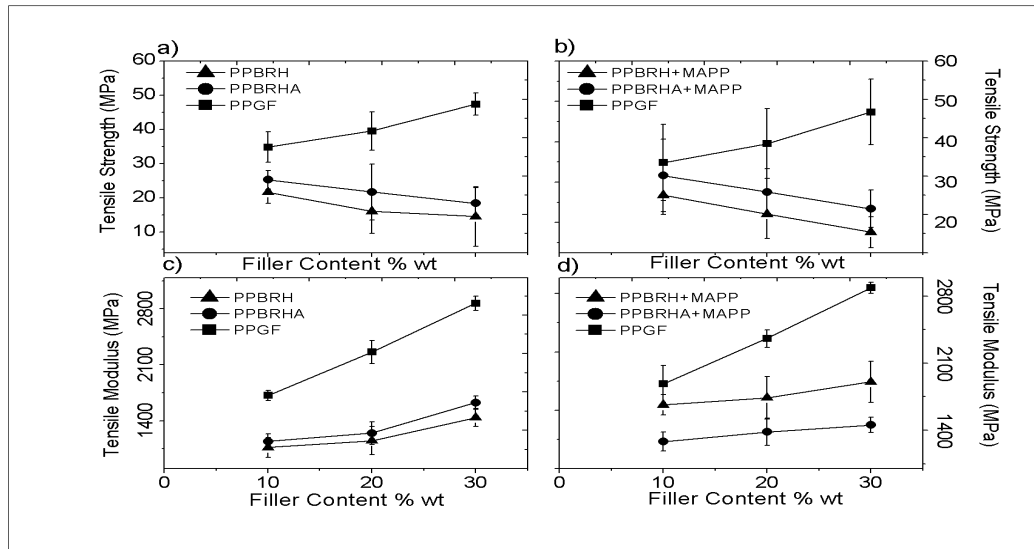 a)
Tensile Strength (MPa)
60
50
40
30
20
10
PPBRH
PPBRHA
PPGF
Filler Content % wt
b)
PPBRH+MAPP
PPBRHA+MAPP
PPGF
60
50
40
30
20
Tensile Strength (MPa)
Filler Content % wt
c)
Tensile Modulus (MPa)
2800
2100
1400
PPBRH
PPBRHA
PPGF
0 10 20 30
Filler Content % wt
d)
PPBRH+MAPP
PPBRHA+MAPP
PPGF
2800
2100
1400
Tensile Modulus (MPa)
0 10 20 30
Filler Content % wt